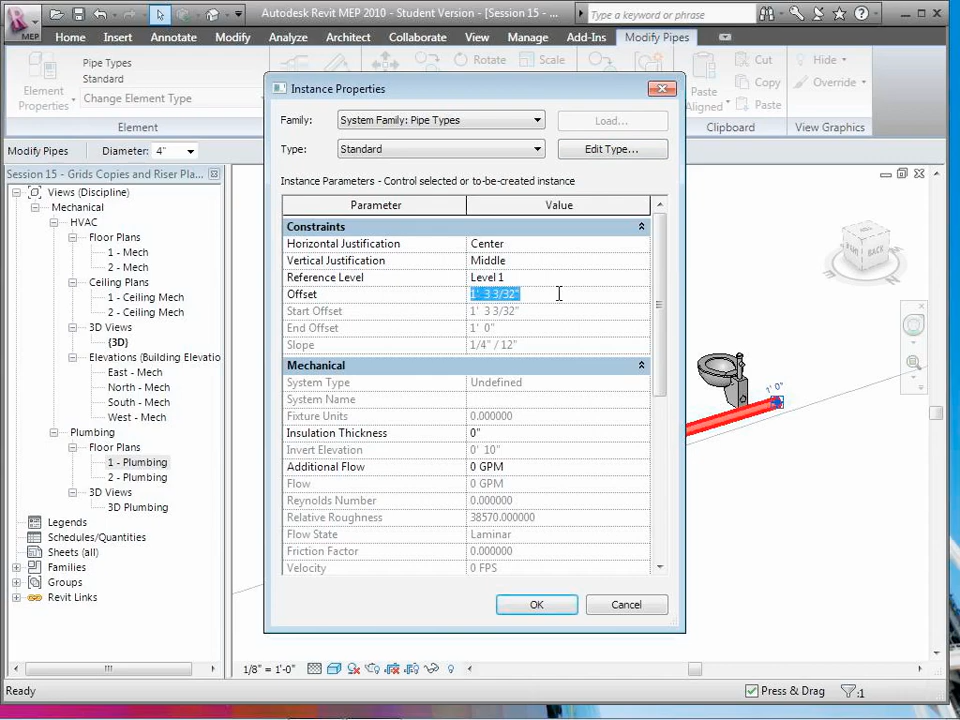 Autodesk Revit MEP 2010 - Student Version - [Session 15 - ...
Type a keyword or phrase
MEP
Home Insert Annotate Modify Analyze Architect Collaborate View Manage Add-Ins Modify Pipes
Element Properties
Pipe Types
Standard
Change Element Type
Rotate
Scale
Paste Aligned
Cut
Copy
Paste
Hide
Override
Element
Clipboard
View Graphics
Modify Pipes Diameter: 4"
Session 15 - Grids Copies and Riser Pla...
Views (Discipline)
Mechanical
HVAC
Floor Plans
1 - Mech
2 - Mech
Ceiling Plans
1 - Ceiling Mech
2 - Ceiling Mech
3D Views
{3D}
Elevations (Building Elevatio
East - Mech
North - Mech
South - Mech
West - Mech
Plumbing
Floor Plans
1 - Plumbing
2 - Plumbing
3D Views
3D Plumbing
Legends
Schedules/Quantities
Sheets (all)
Families
Groups
Revit Links
Instance Properties
Family: System Family: Pipe Types Load...
Type: Standard Edit Type...
Instance Parameters - Control selected or to-be-created instance
Parameter Value
Constraints
Horizontal Justification Center
Vertical Justification Middle
Reference Level Level 1
Offset 1' 3 3/32"
Start Offset 1' 3 3/32"
End Offset 1' 0"
Slope 1/4" / 12"
Mechanical
System Type Undefined
System Name
Fixture Units 0.000000
Insulation Thickness 0"
Invert Elevation 0' 10"
Additional Flow 0 GPM
Flow 0 GPM
Reynolds Number 0.000000
Relative Roughness 38570.000000
Flow State Laminar
Friction Factor 0.000000
Velocity 0 FPS
OK Cancel
BACK
1' 0"
1/8" = 1'-0"
Ready
Press & Drag
:1